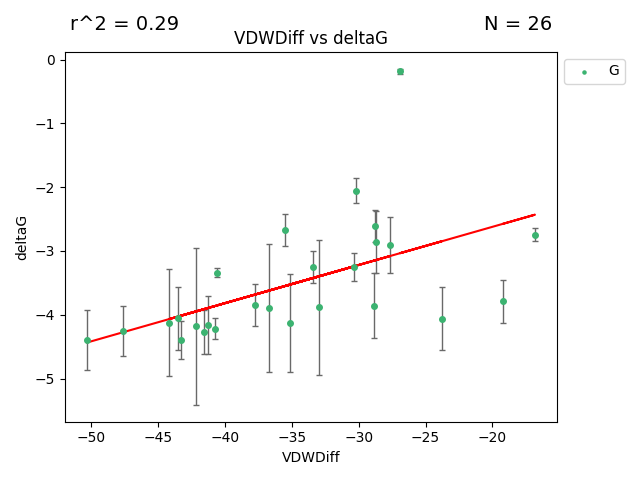 r^2 = 0.29
N = 26
VDWDiff vs deltaG
G
0
−1
−2
−3
−4
−5
deltaG
−50
−45
−40
−35
−30
−25
−20
VDWDiff